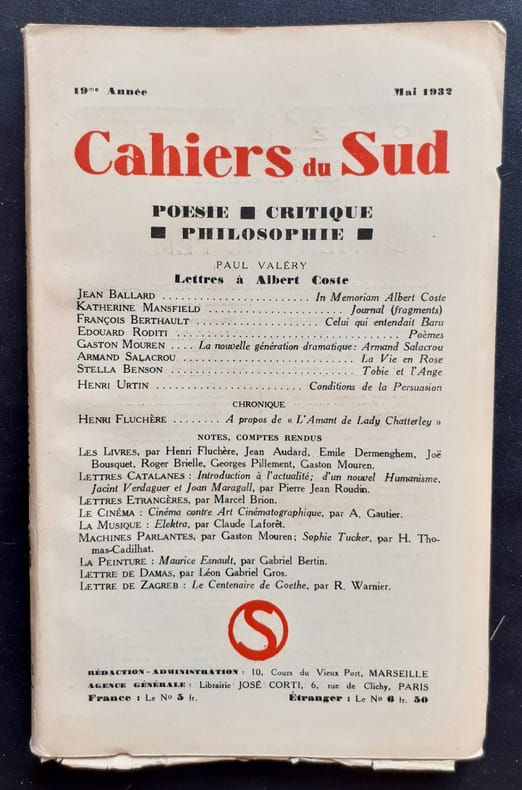 19me Année Mai 1932
Cahiers du Sud
POESIE ■ CRITIQUE
■ PHILOSOPHIE ■
PAUL VALÉRY
Lettres à Albert Coste
JEAN BALLARD . . . . . . . . . . . . . . . . . . . . . . . . In Memoriam Albert Coste
KATHERINE MANSFIELD . . . . . . . . . . . . . . . . . . . . . . Journal (fragments)
FRANÇOIS BERTHAULT . . . . . . . . . . . . . . . . . . . . Celui qui entendait Baru
EDOUARD RODITI . . . . . . . . . . . . . . . . . . . . . . . . . . . . . . . . . . . . Poèmes
GASTON MOUREN . . . . La nouvelle génération dramatique : Armand Salacrou
ARMAND SALACROU . . . . . . . . . . . . . . . . . . . . . . . . . . . . La Vie en Rose
STELLA BENSON . . . . . . . . . . . . . . . . . . . . . . . . . . . . . . . Tobie et l'Ange
HENRI URTIN . . . . . . . . . . . . . . . . . . . . . . . . Conditions de la Persuasion
CHRONIQUE
HENRI FLUCHÈRE . . . . . . . . A propos de « L'Amant de Lady Chatterley »
NOTES, COMPTES RENDUS
LES LIVRES, par Henri Fluchère, Jean Audard, Emile Dermenghem, Joë
Bousquet, Roger Brielle, Georges Pillement, Gaston Mouren.
LETTRES CATALANES : Introduction à l'actualité; d'un nouvel Humanisme.
Jacint Verdaguer et Joan Maragall, par Pierre Jean Roudin.
LETTRES ETRANGÈRES, par Marcel Brion.
LE CINÉMA : Cinéma contre Art Cinématographique, par A. Gautier.
LA MUSIQUE : Elektra, par Claude Laforêt.
MACHINES PARLANTES, par Gaston Mouren; Sophie Tucker, par H. Tho-
mas-Cadilhat.
LA PEINTURE : Maurice Esnault, par Gabriel Bertin.
LETTRE DE DAMAS, par Léon Gabriel Gros.
LETTRE DE ZAGREB : Le Centenaire de Goethe, par R. Warnier.
S
RÉDACTION - ADMINISTRATION : 10, Cours du Vieux Port, MARSEILLE
AGENCE GÉNÉRALE : Librairie JOSÉ CORTI, 6, rue de Clichy, PARIS
France : Le No 5 fr. Étranger : Le No 6 fr. 50